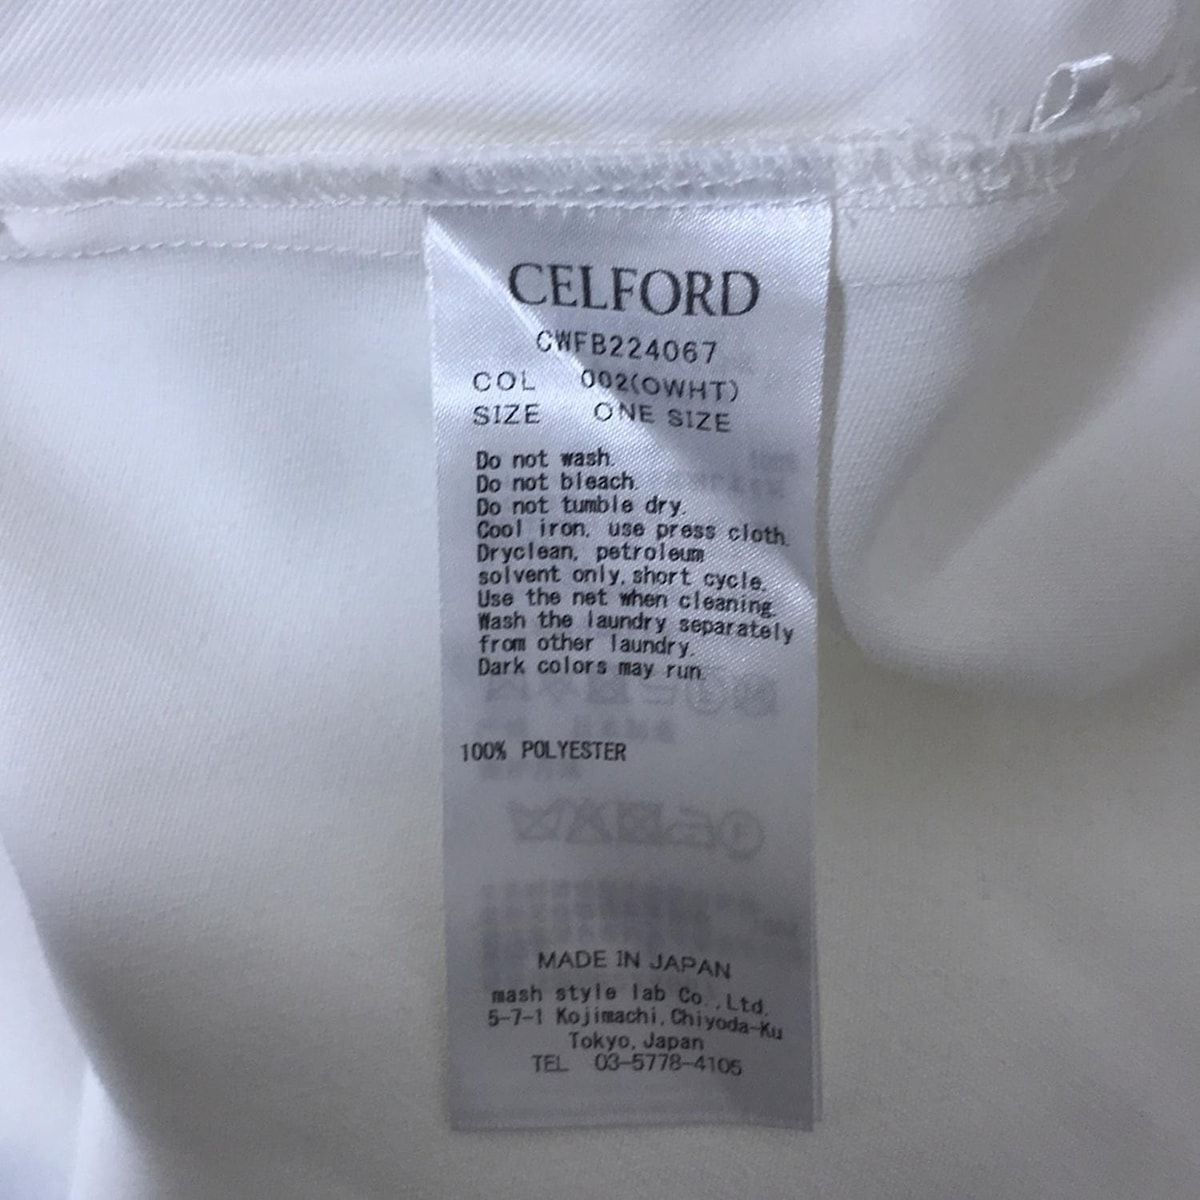 CELFORD
CWFB224067
COL 002(OWHT)
SIZE ONE SIZE
Do not wash.
Do not bleach.
Do not tumble dry.
Cool iron, use press cloth.
Dryclean, petroleum
solvent only, short cycle.
Use the net when cleaning.
Wash the laundry separately
from other laundry.
Dark colors may run.
100% POLYESTER
MADE IN JAPAN
mash style lab Co.,Ltd.
5-7-1 Kojimachi, Chiyoda-Ku
Tokyo, Japan
TEL 03-5778-4105